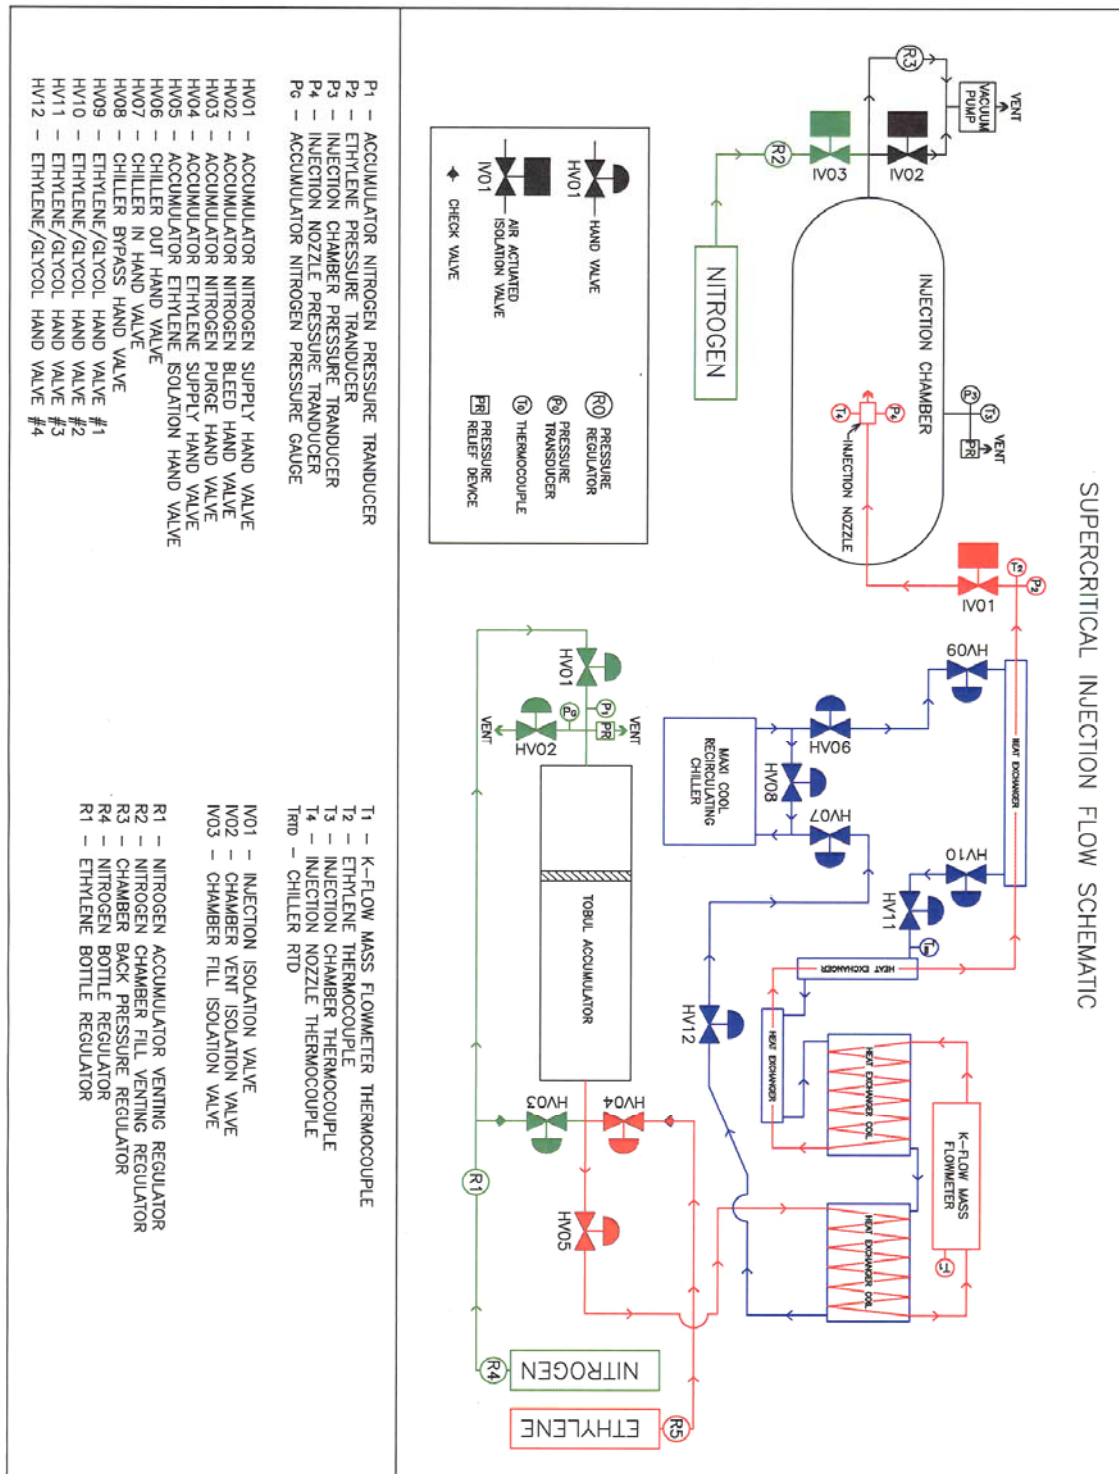 SUPERCRITICAL INJECTION FLOW SCHEMATIC
VENT
VACUUM
PUMP
R3
IV02
IV03
R2
NITROGEN
INJECTION CHAMBER
T3
P3
VENT
PR
P4
T4
INJECTION NOZZLE
P2
T2
IV01
HV09
HEAT EXCHANGER
HV10
HV11
HV06
HV08
HV07
MAXI COOL
RECIRCULATING
CHILLER
HEAT EXCHANGER
HEAT EXCHANGER
HV12
HEAT EXCHANGER COIL
HEAT EXCHANGER COIL
K-FLOW MASS
FLOWMETER
T1
HV01
P1
PG
PR
VENT
HV02
VENT
TOBUL ACCUMULATOR
HV03
HV04
HV05
R1
R4
NITROGEN
R5
ETHYLENE
HV01
HAND VALVE
IV01
AIR ACTUATED
ISOLATION VALVE
CHECK VALVE
R0
PRESSURE
REGULATOR
P0
PRESSURE
TRANSDUCER
T0
THERMOCOUPLE
PR
PRESSURE
RELIEF DEVICE
P1 - ACCUMULATOR NITROGEN PRESSURE TRANDUCER
P2 - ETHYLENE PRESSURE TRANDUCER
P3 - INJECTION CHAMBER PRESSURE TRANDUCER
P4 - INJECTION NOZZLE PRESSURE TRANDUCER
PG - ACCUMULATOR NITROGEN PRESSURE GAUGE
HV01 - ACCUMULATOR NITROGEN SUPPLY HAND VALVE
HV02 - ACCUMULATOR NITROGEN BLEED HAND VALVE
HV03 - ACCUMULATOR NITROGEN PURGE HAND VALVE
HV04 - ACCUMULATOR ETHYLENE SUPPLY HAND VALVE
HV05 - ACCUMULATOR ETHYLENE ISOLATION HAND VALVE
HV06 - CHILLER OUT HAND VALVE
HV07 - CHILLER IN HAND VALVE
HV08 - CHILLER BYPASS HAND VALVE
HV09 - ETHYLENE/GLYCOL HAND VALVE #1
HV10 - ETHYLENE/GLYCOL HAND VALVE #2
HV11 - ETHYLENE/GLYCOL HAND VALVE #3
HV12 - ETHYLENE/GLYCOL HAND VALVE #4
T1 - K-FLOW MASS FLOWMETER THERMOCOUPLE
T2 - ETHYLENE THERMOCOUPLE
T3 - INJECTION CHAMBER THERMOCOUPLE
T4 - INJECTION NOZZLE THERMOCOUPLE
TRTD - CHILLER RTD
IV01 - INJECTION ISOLATION VALVE
IV02 - CHAMBER VENT ISOLATION VALVE
IV03 - CHAMBER FILL ISOLATION VALVE
R1 - NITROGEN ACCUMULATOR VENTING REGULATOR
R2 - NITROGEN CHAMBER FILL VENTING REGULATOR
R3 - CHAMBER BACK PRESSURE REGULATOR
R4 - NITROGEN BOTTLE REGULATOR
R1 - ETHYLENE BOTTLE REGULATOR